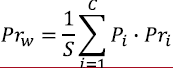 Pr_w = \frac{1}{S} \sum_{i=1}^{C} P_i \cdot Pr_i